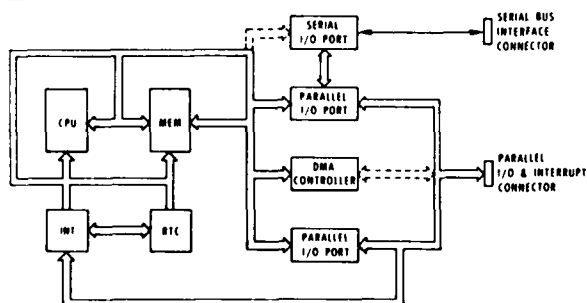 SERIAL
I/O PORT
SERIAL BUS
INTERFACE
CONNECTOR
CPU
MEM
PARALLEL
I/O PORT
DMA
CONTROLLER
PARALLEL
I/O & INTERRUPT
CONNECTOR
INT
RTC
PARALLEL
I/O PORT